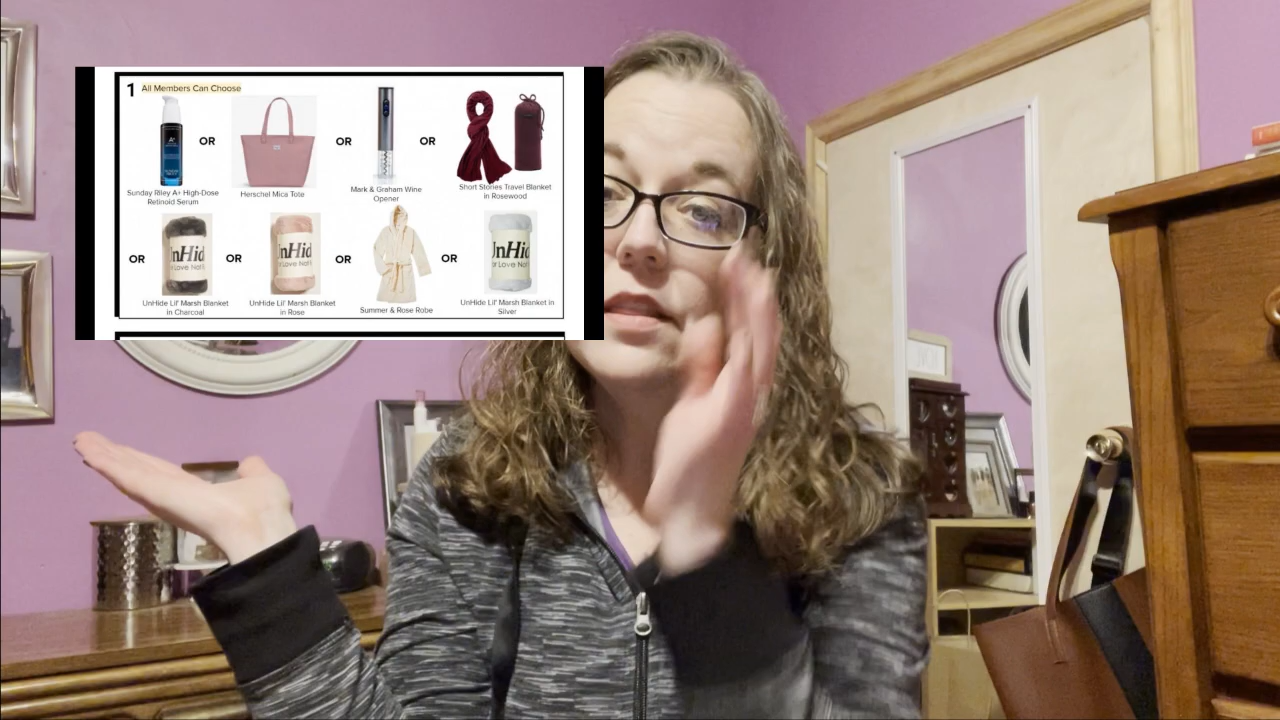 1 All Members Can Choose
OR OR OR
Sunday Riley A+ High-Dose
Retinoid Serum
Herschel Mica Tote
Mark & Graham Wine
Opener
Short Stories Travel Blanket
in Rosewood
OR OR OR OR
UnHide Lil' Marsh Blanket
in Charcoal
UnHide Lil' Marsh Blanket
in Rose
Summer & Rose Robe
UnHide Lil' Marsh Blanket in
Silver